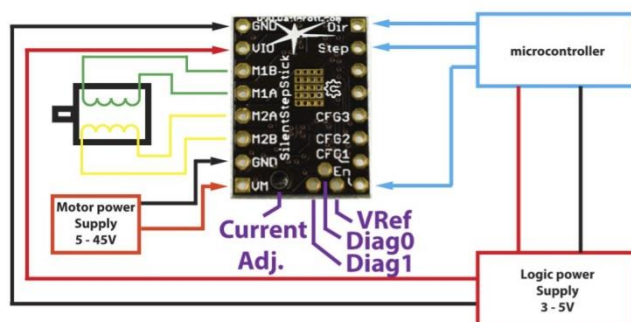 GND
VIO
M1B
M1A
M2A
M2B
GND
VM
SilentStepStick
Dir
Step
CFG3
CFG2
CFG1
En
microcontroller
Motor power
Supply
5 - 45V
Current
Adj.
VRef
Diag0
Diag1
Logic power
Supply
3 - 5V